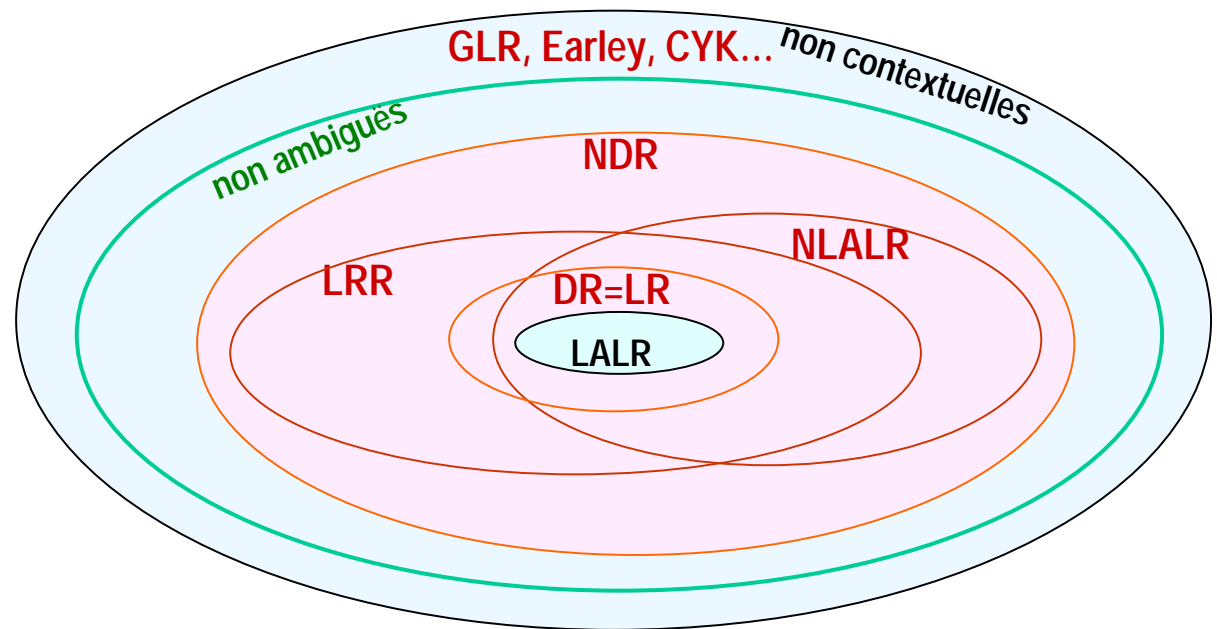 GLR, Earley, CYK...
non contextuelles
non ambiguës
NDR
NLALR
LRR
DR=LR
LALR